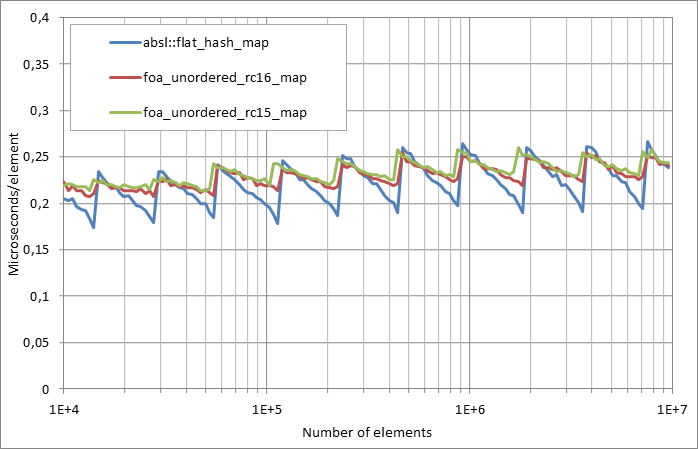 0,4
0,35
0,3
0,25
0,2
0,15
0,1
0,05
0
Microseconds/element
absl::flat_hash_map
foa_unordered_rc16_map
foa_unordered_rc15_map
1E+4 1E+5 1E+6 1E+7
Number of elements